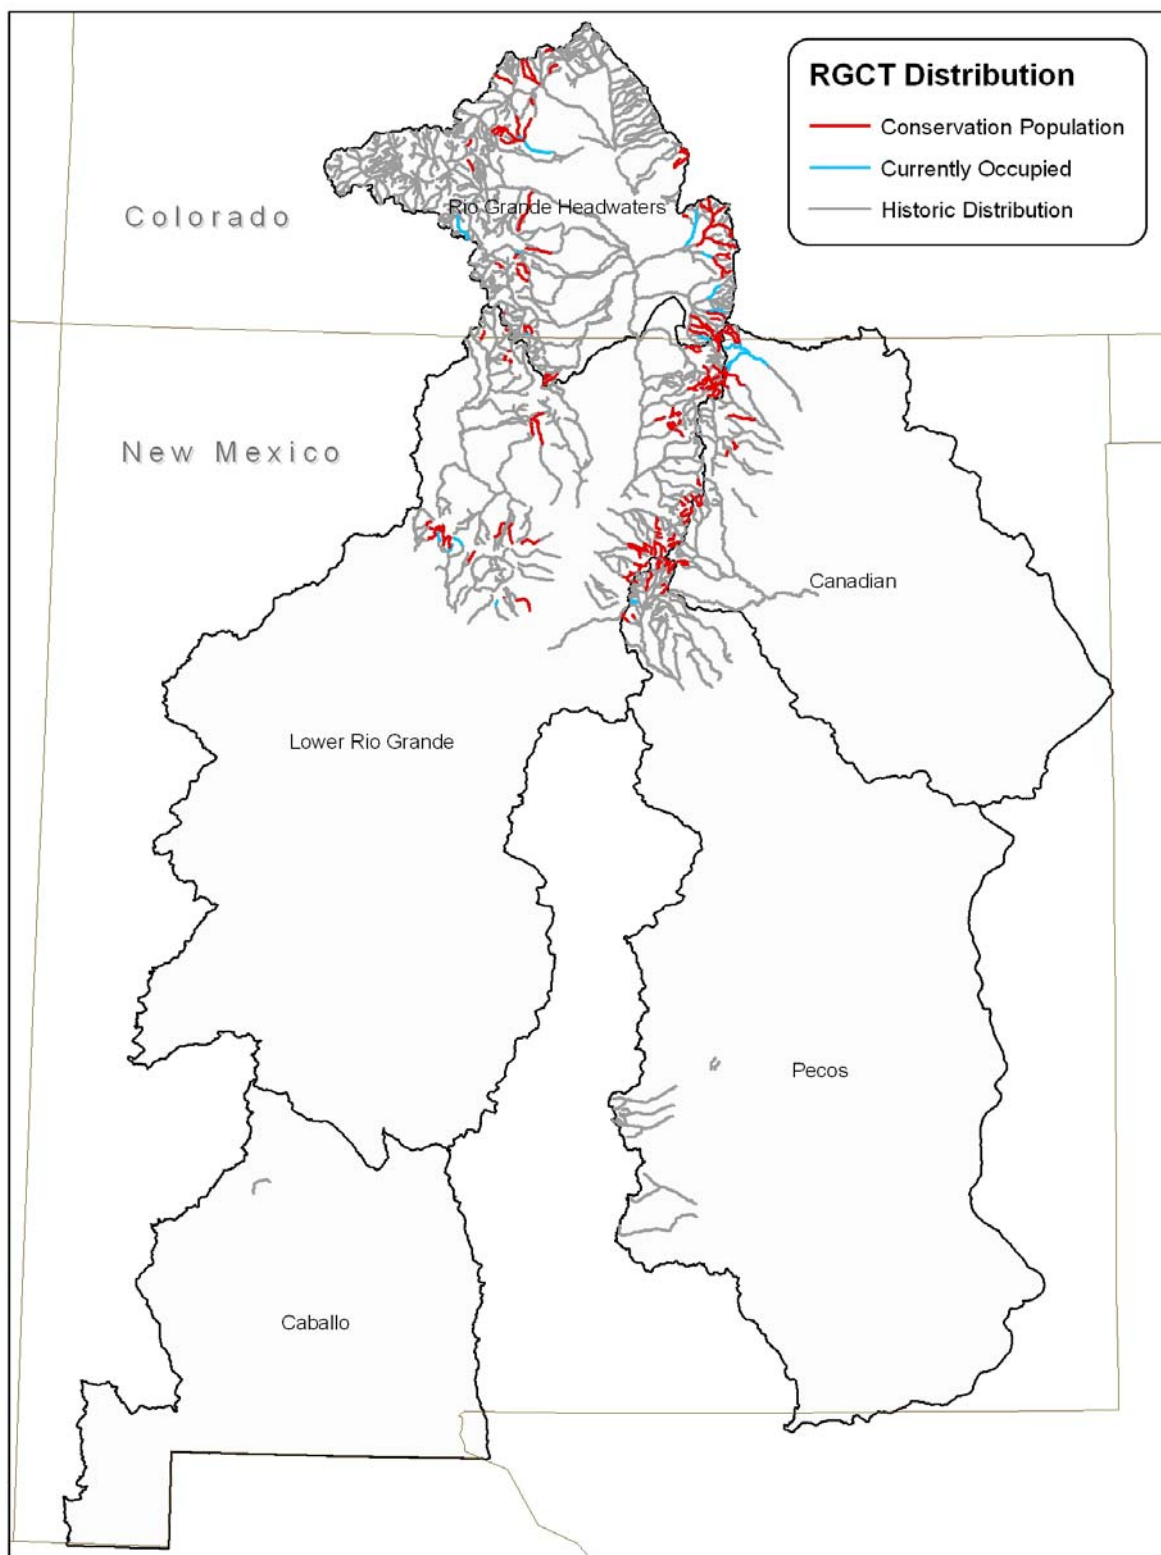 RGCT Distribution
Conservation Population
Currently Occupied
Historic Distribution
Colorado
Rio Grande Headwaters
New Mexico
Canadian
Lower Rio Grande
Pecos
Caballo